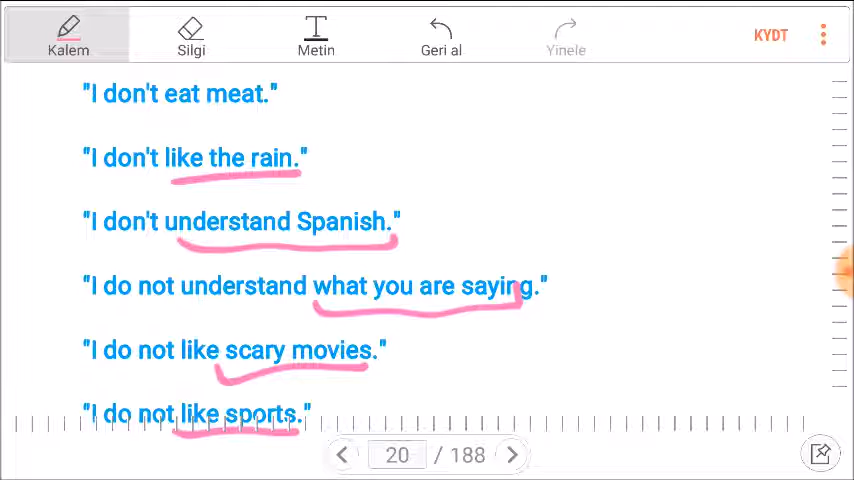 Kalem Silgi Metin Geri al Yinele KYDT
"I don't eat meat."
"I don't like the rain."
"I don't understand Spanish."
"I do not understand what you are saying."
"I do not like scary movies."
"I do not like sports."
20 / 188